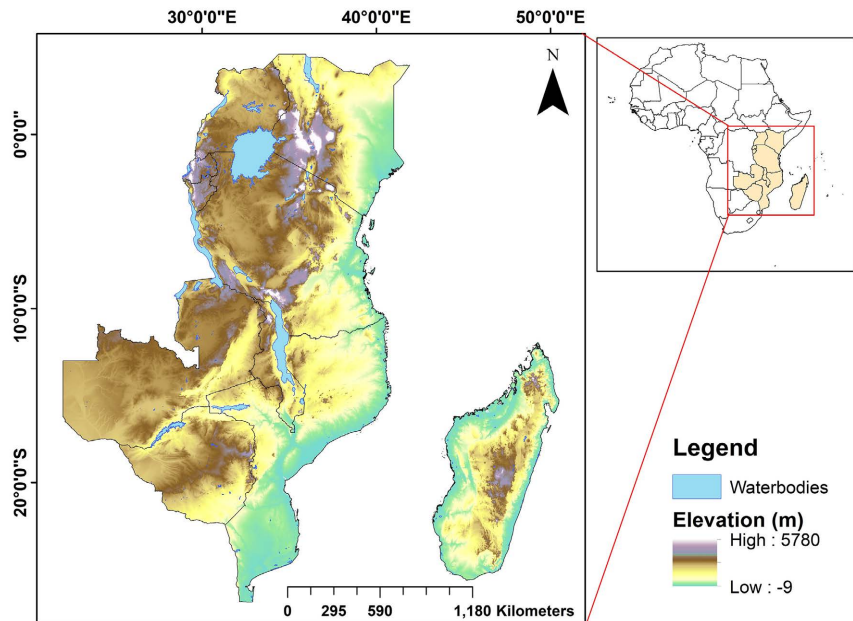 30°0'0"E 40°0'0"E 50°0'0"E
N
0°0'0"
10°0'0"S
20°0'0"S
Legend
Waterbodies
Elevation (m)
High : 5780
Low : -9
0 295 590 1,180 Kilometers